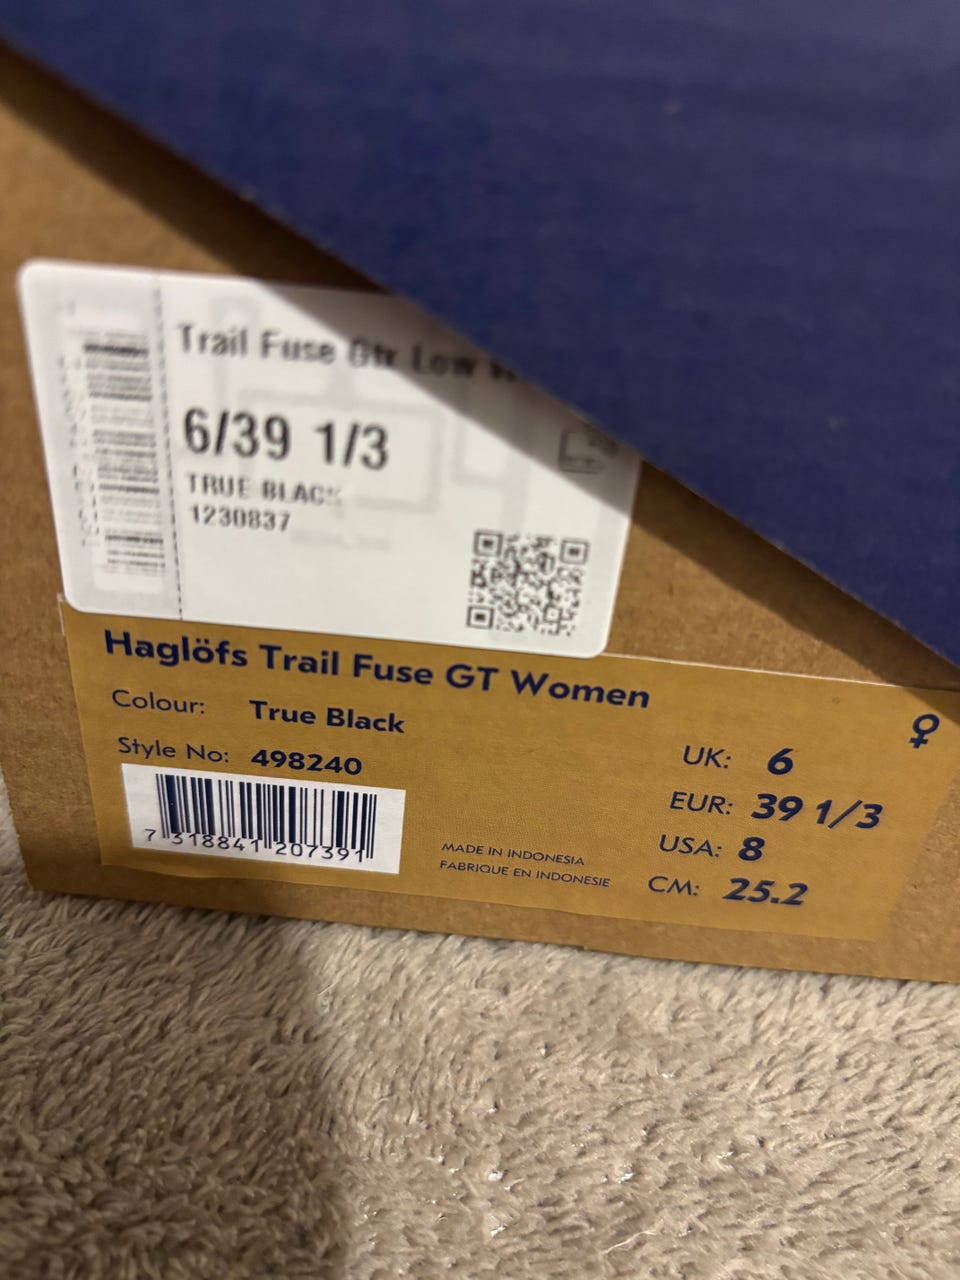 Trail Fuse Gtx Low
6/39 1/3
TRUE BLACK
1230837
Haglöfs Trail Fuse GT Women
Colour: True Black
Style No: 498240
7 318841 207391
MADE IN INDONESIA
FABRIQUE EN INDONESIE
UK: 6
EUR: 39 1/3
USA: 8
CM: 25.2